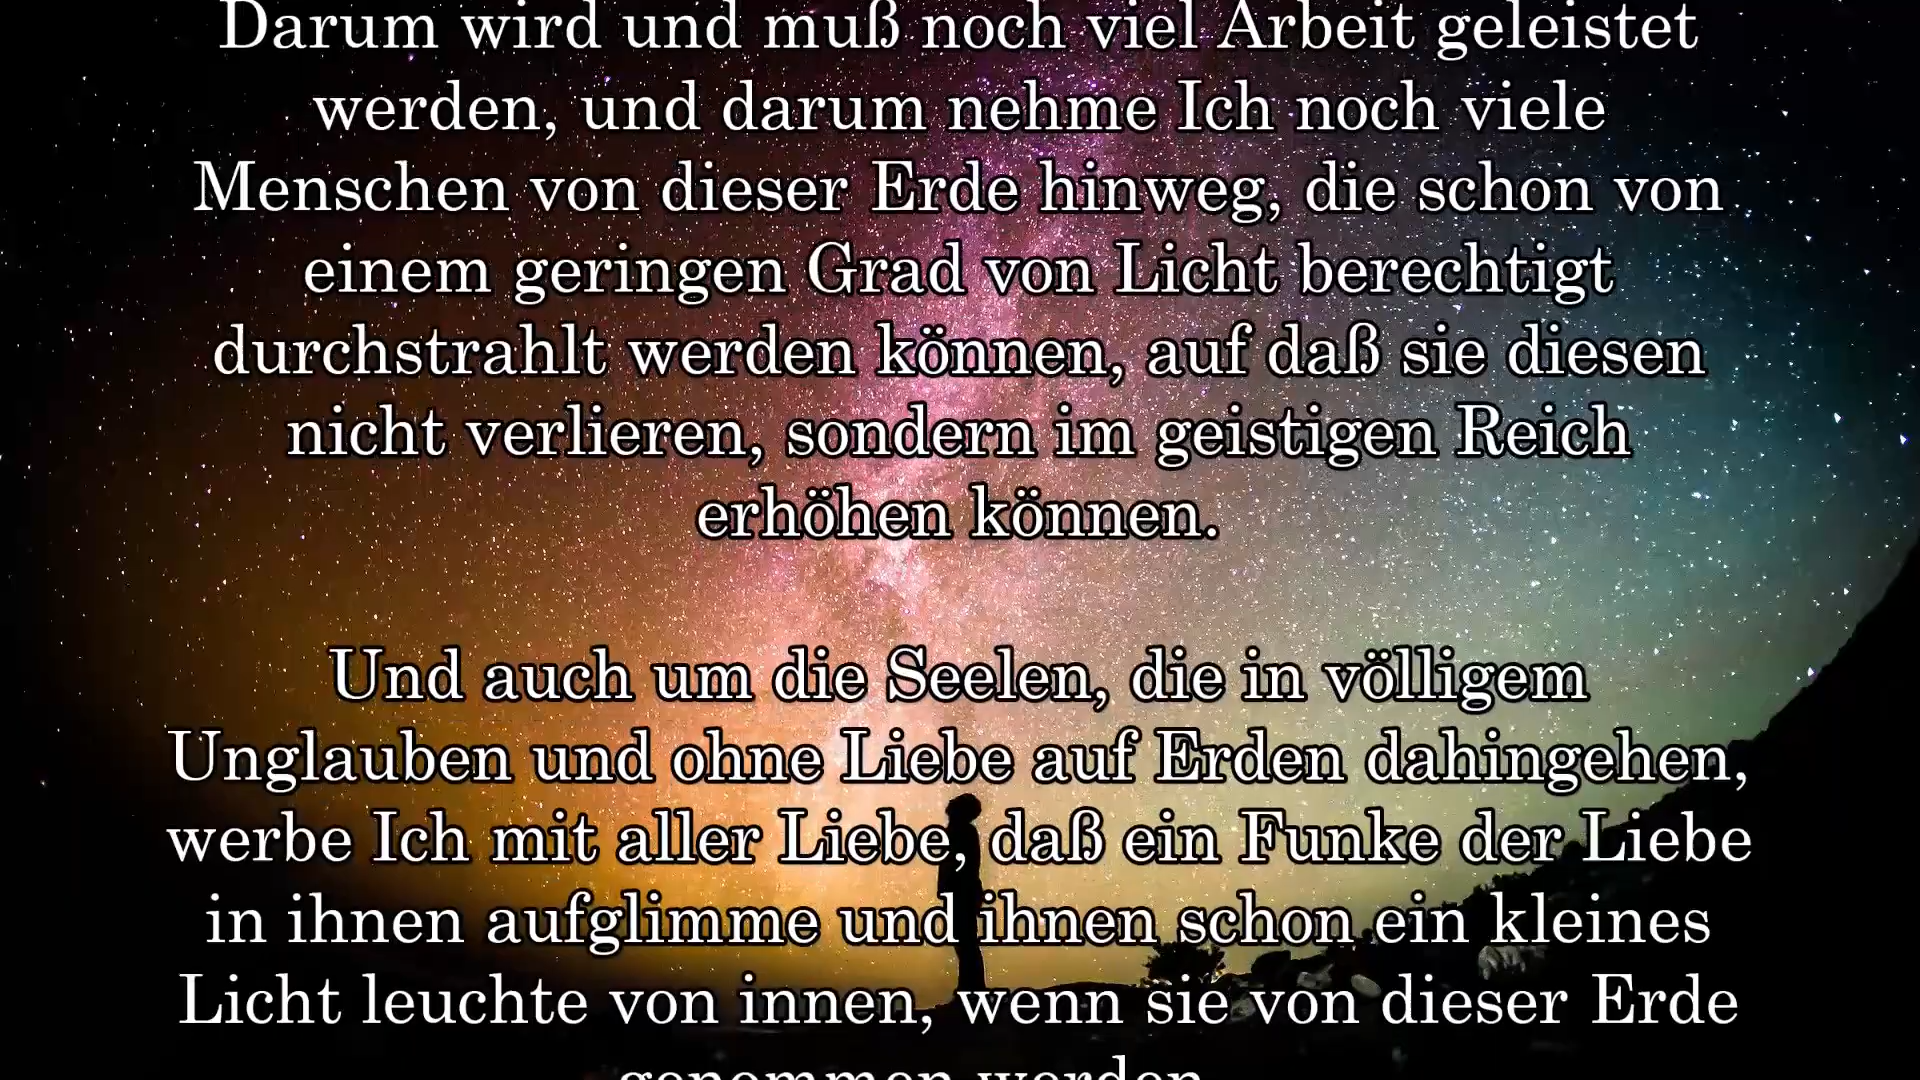 Darum wird und muß noch viel Arbeit geleistet
werden, und darum nehme Ich noch viele
Menschen von dieser Erde hinweg, die schon von
einem geringen Grad von Licht berechtigt
durchstrahlt werden können, auf daß sie diesen
nicht verlieren, sondern im geistigen Reich
erhöhen können.
Und auch um die Seelen, die in völligem
Unglauben und ohne Liebe auf Erden dahingehen,
werbe Ich mit aller Liebe, daß ein Funke der Liebe
in ihnen aufglimme und ihnen schon ein kleines
Licht leuchte von innen, wenn sie von dieser Erde
genommen werden